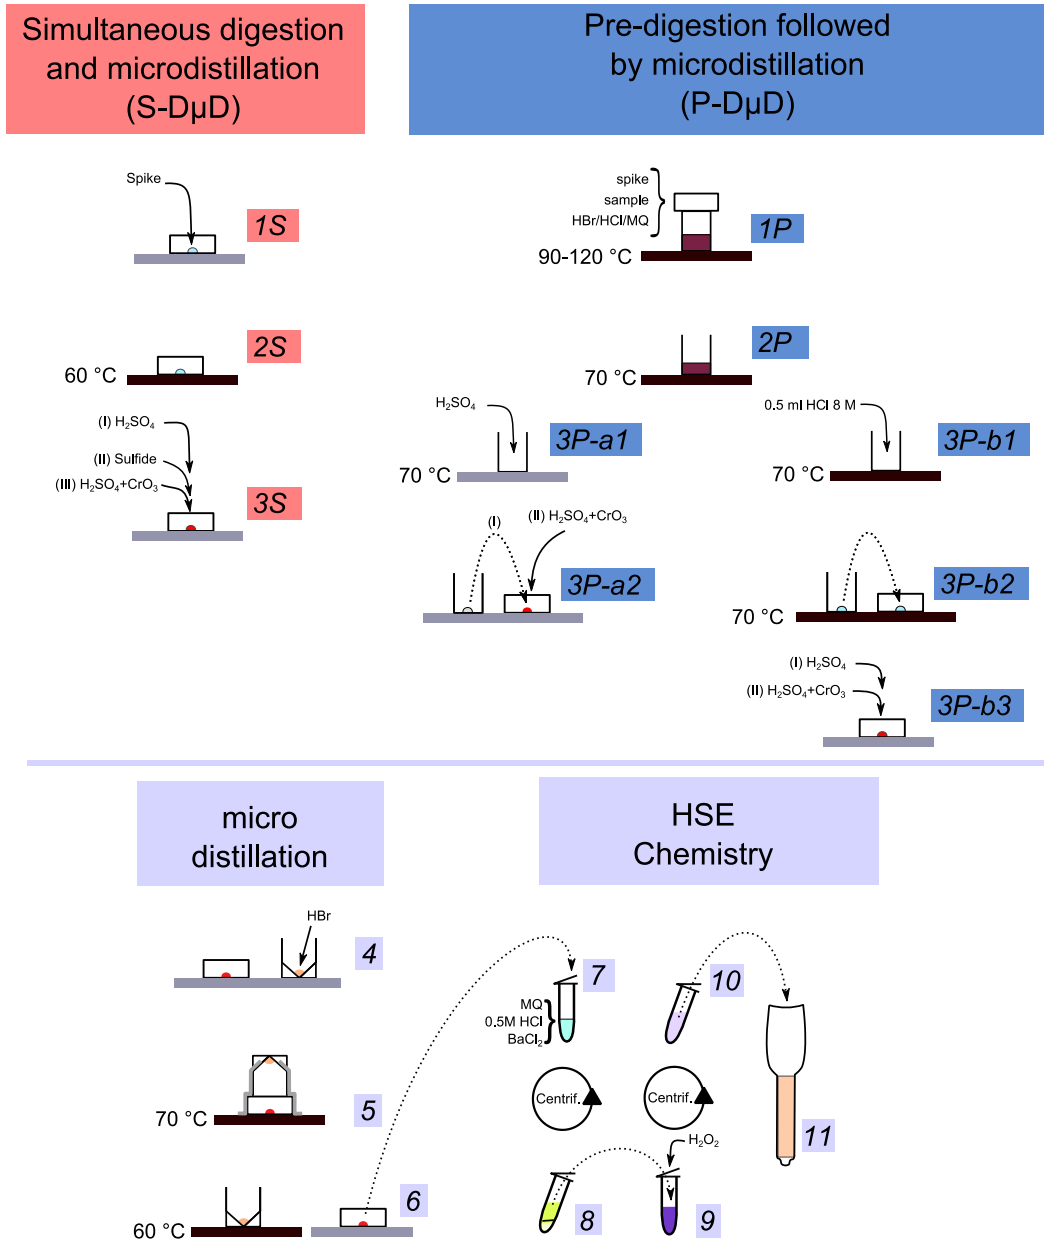 Simultaneous digestion
and microdistillation
(S-DµD)
Pre-digestion followed
by microdistillation
(P-DµD)
Spike
1S
spike
sample
HBr/HCl/MQ
1P
90-120 °C
2S
60 °C
2P
70 °C
(I) H₂SO₄
(II) Sulfide
(III) H₂SO₄+CrO₃
3S
H₂SO₄
3P-a1
70 °C
0.5 ml HCl 8 M
3P-b1
70 °C
(I)
(II) H₂SO₄+CrO₃
3P-a2
3P-b2
70 °C
(I) H₂SO₄
(II) H₂SO₄+CrO₃
3P-b3
micro
distillation
HSE
Chemistry
HBr
4
7
MQ
0.5M HCl
BaCl₂
10
70 °C
5
Centrif.
Centrif.
11
H₂O₂
60 °C
6
8
9